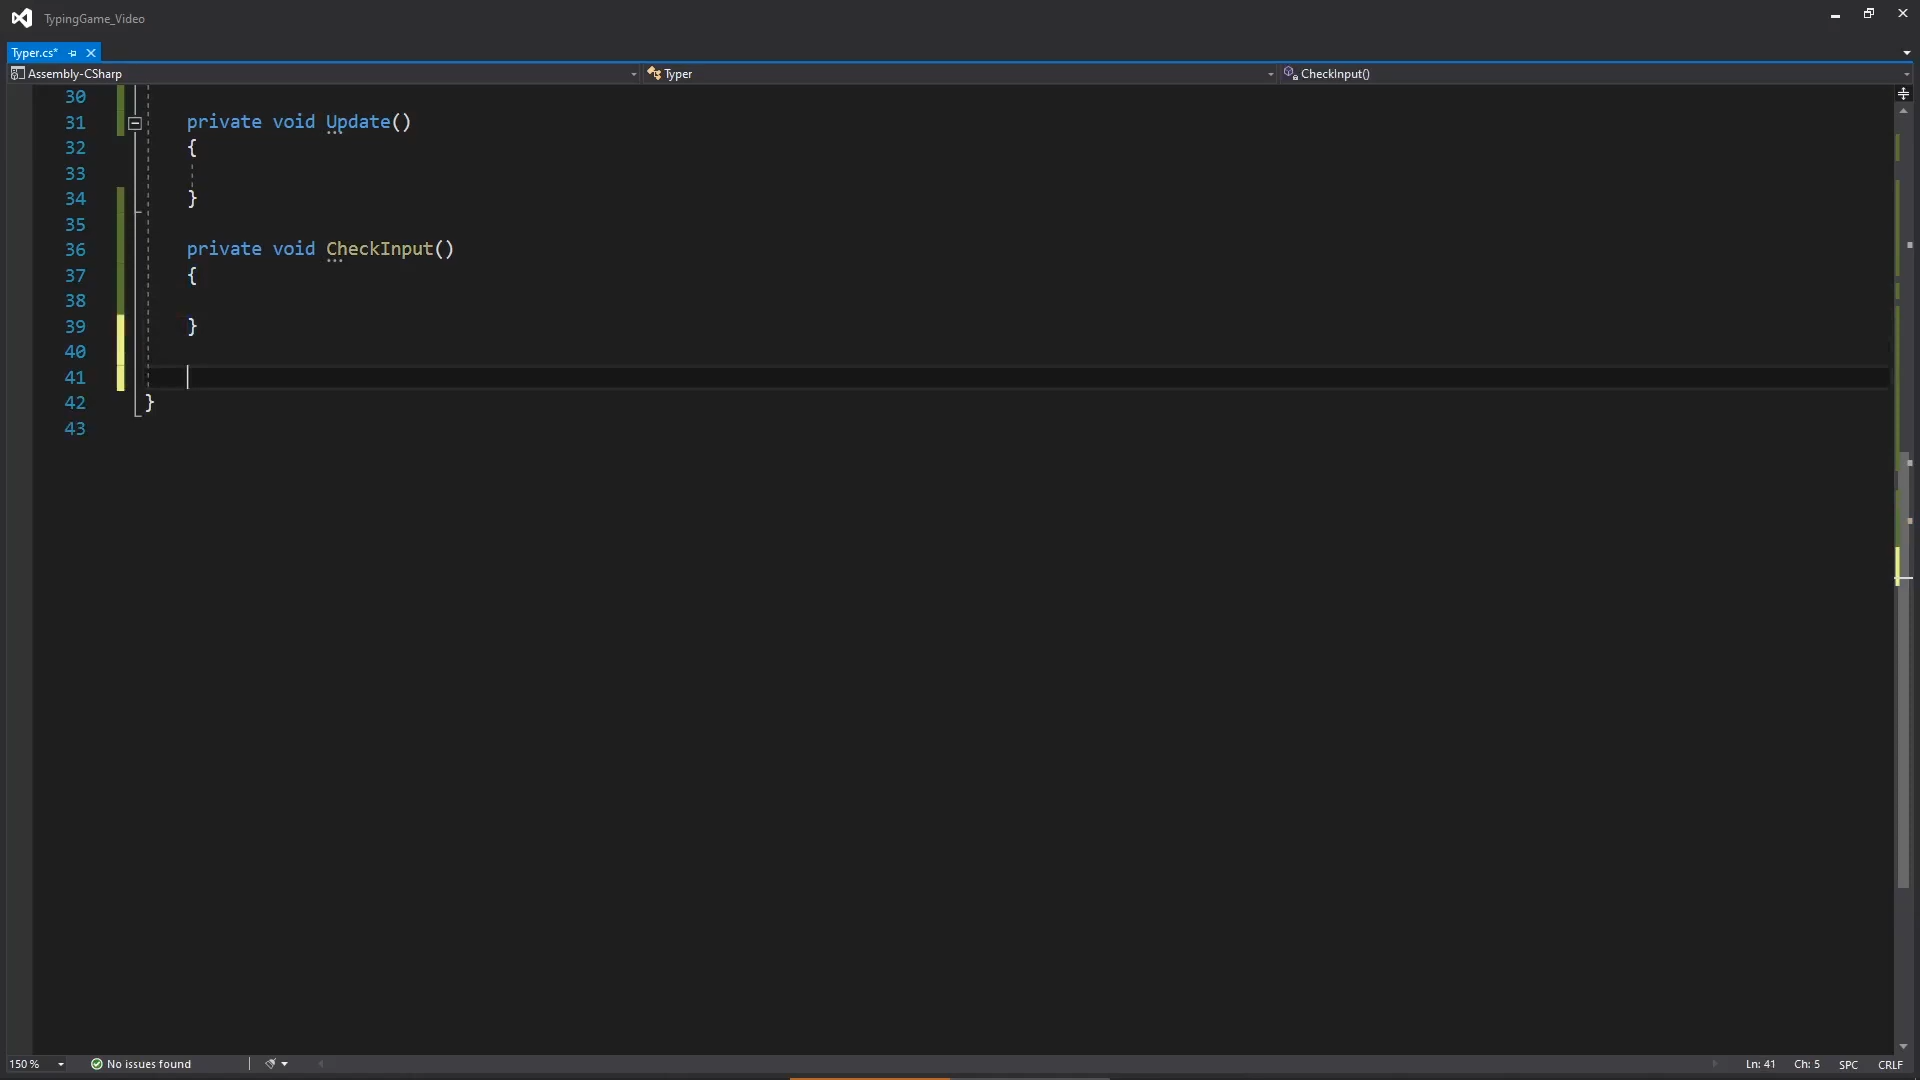 TypingGame_Video
Typer.cs*
Assembly-CSharp Typer CheckInput()
30
31 private void Update()
32 {
33
34 }
35
36 private void CheckInput()
37 {
38
39 }
40
41
42 }
43
150 % No issues found Ln: 41 Ch: 5 SPC CRLF